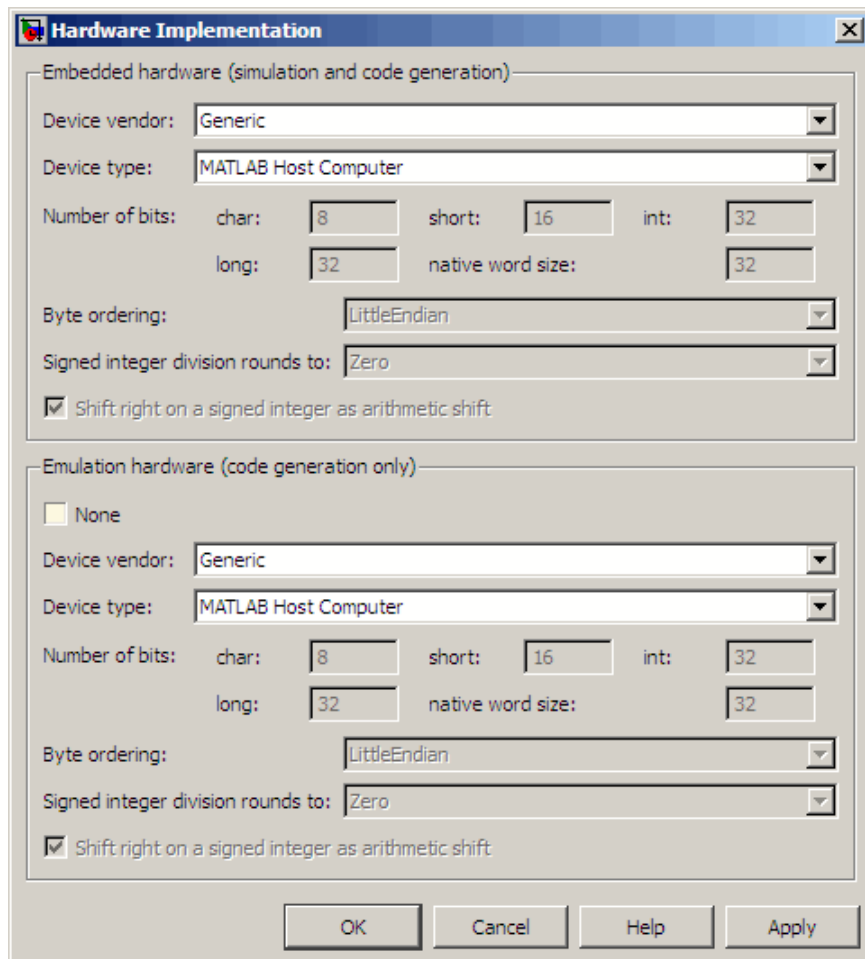 Hardware Implementation
Embedded hardware (simulation and code generation)
Device vendor: Generic
Device type: MATLAB Host Computer
Number of bits: char: 8 short: 16 int: 32
long: 32 native word size: 32
Byte ordering: LittleEndian
Signed integer division rounds to: Zero
Shift right on a signed integer as arithmetic shift
Emulation hardware (code generation only)
None
Device vendor: Generic
Device type: MATLAB Host Computer
Number of bits: char: 8 short: 16 int: 32
long: 32 native word size: 32
Byte ordering: LittleEndian
Signed integer division rounds to: Zero
Shift right on a signed integer as arithmetic shift
OK Cancel Help Apply